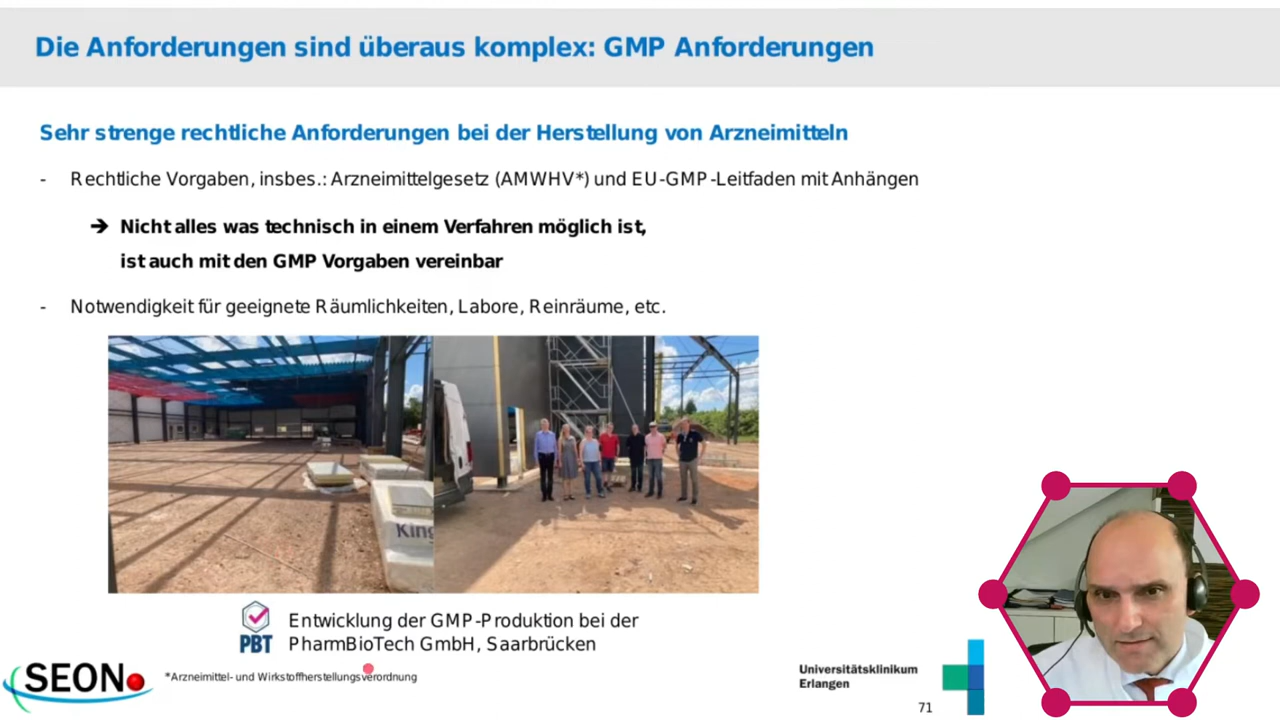 Die Anforderungen sind überaus komplex: GMP Anforderungen
Sehr strenge rechtliche Anforderungen bei der Herstellung von Arzneimitteln
- Rechtliche Vorgaben, insbes.: Arzneimittelgesetz (AMWHV*) und EU-GMP-Leitfaden mit Anhängen
➔ Nicht alles was technisch in einem Verfahren möglich ist,
ist auch mit den GMP Vorgaben vereinbar
- Notwendigkeit für geeignete Räumlichkeiten, Labore, Reinräume, etc.
King
PBT
Entwicklung der GMP-Produktion bei der
PharmBioTech GmbH, Saarbrücken
SEON
*Arzneimittel- und Wirkstoffherstellungsverordnung
Universitätsklinikum
Erlangen
71